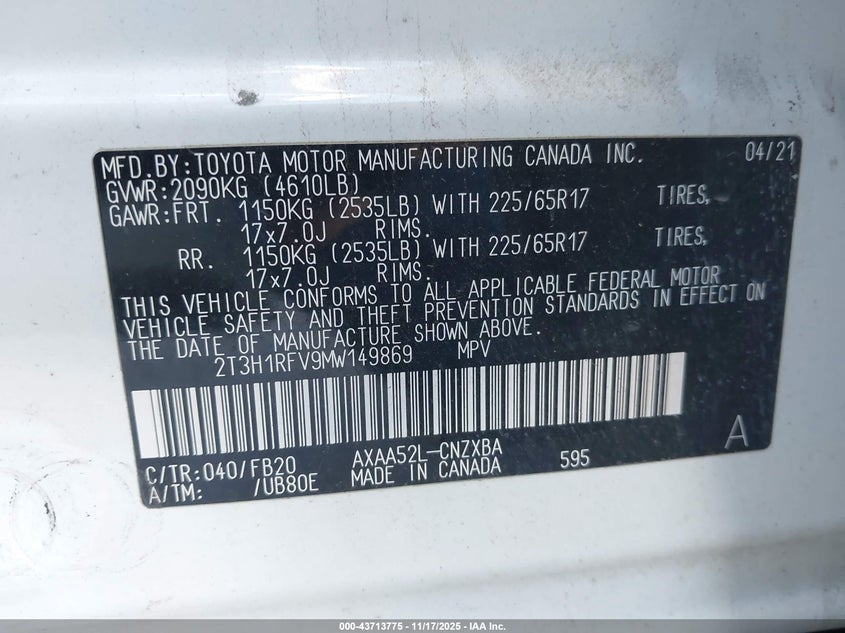 MFD.BY:TOYOTA MOTOR MANUFACTURING CANADA INC. 04/21
GVWR:2090KG (4610LB)
GAWR:FRT. 1150KG (2535LB) WITH 225/65R17 TIRES,
17x7.0J RIMS.
RR. 1150KG (2535LB) WITH 225/65R17 TIRES,
17x7.0J RIMS.
THIS VEHICLE CONFORMS TO ALL APPLICABLE FEDERAL MOTOR
VEHICLE SAFETY AND THEFT PREVENTION STANDARDS IN EFFECT ON
THE DATE OF MANUFACTURE SHOWN ABOVE.
2T3H1RFV9MW149869 MPV
A
C/TR:040/FB20 AXAA52L-CNZXBA 595
A/TM: /UB80E MADE IN CANADA
000-43713775 - 11/17/2025 - IAA Inc.